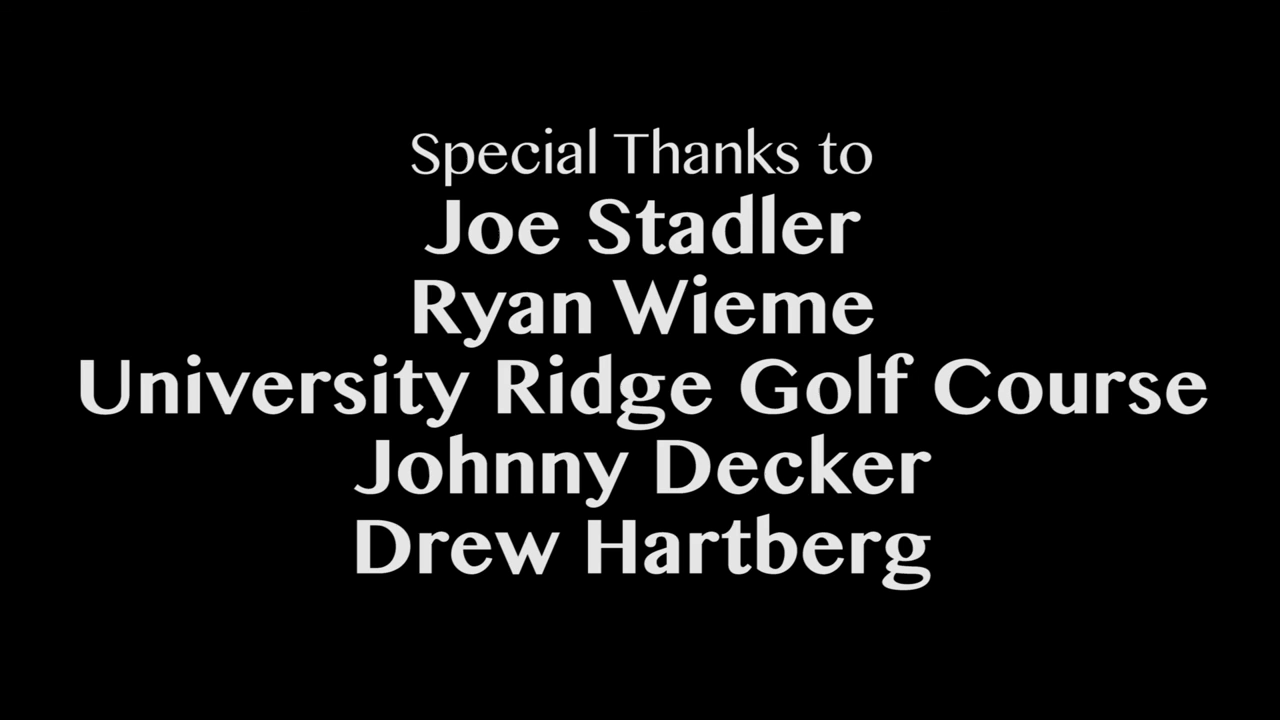 Special Thanks to
Joe Stadler
Ryan Wieme
University Ridge Golf Course
Johnny Decker
Drew Hartberg